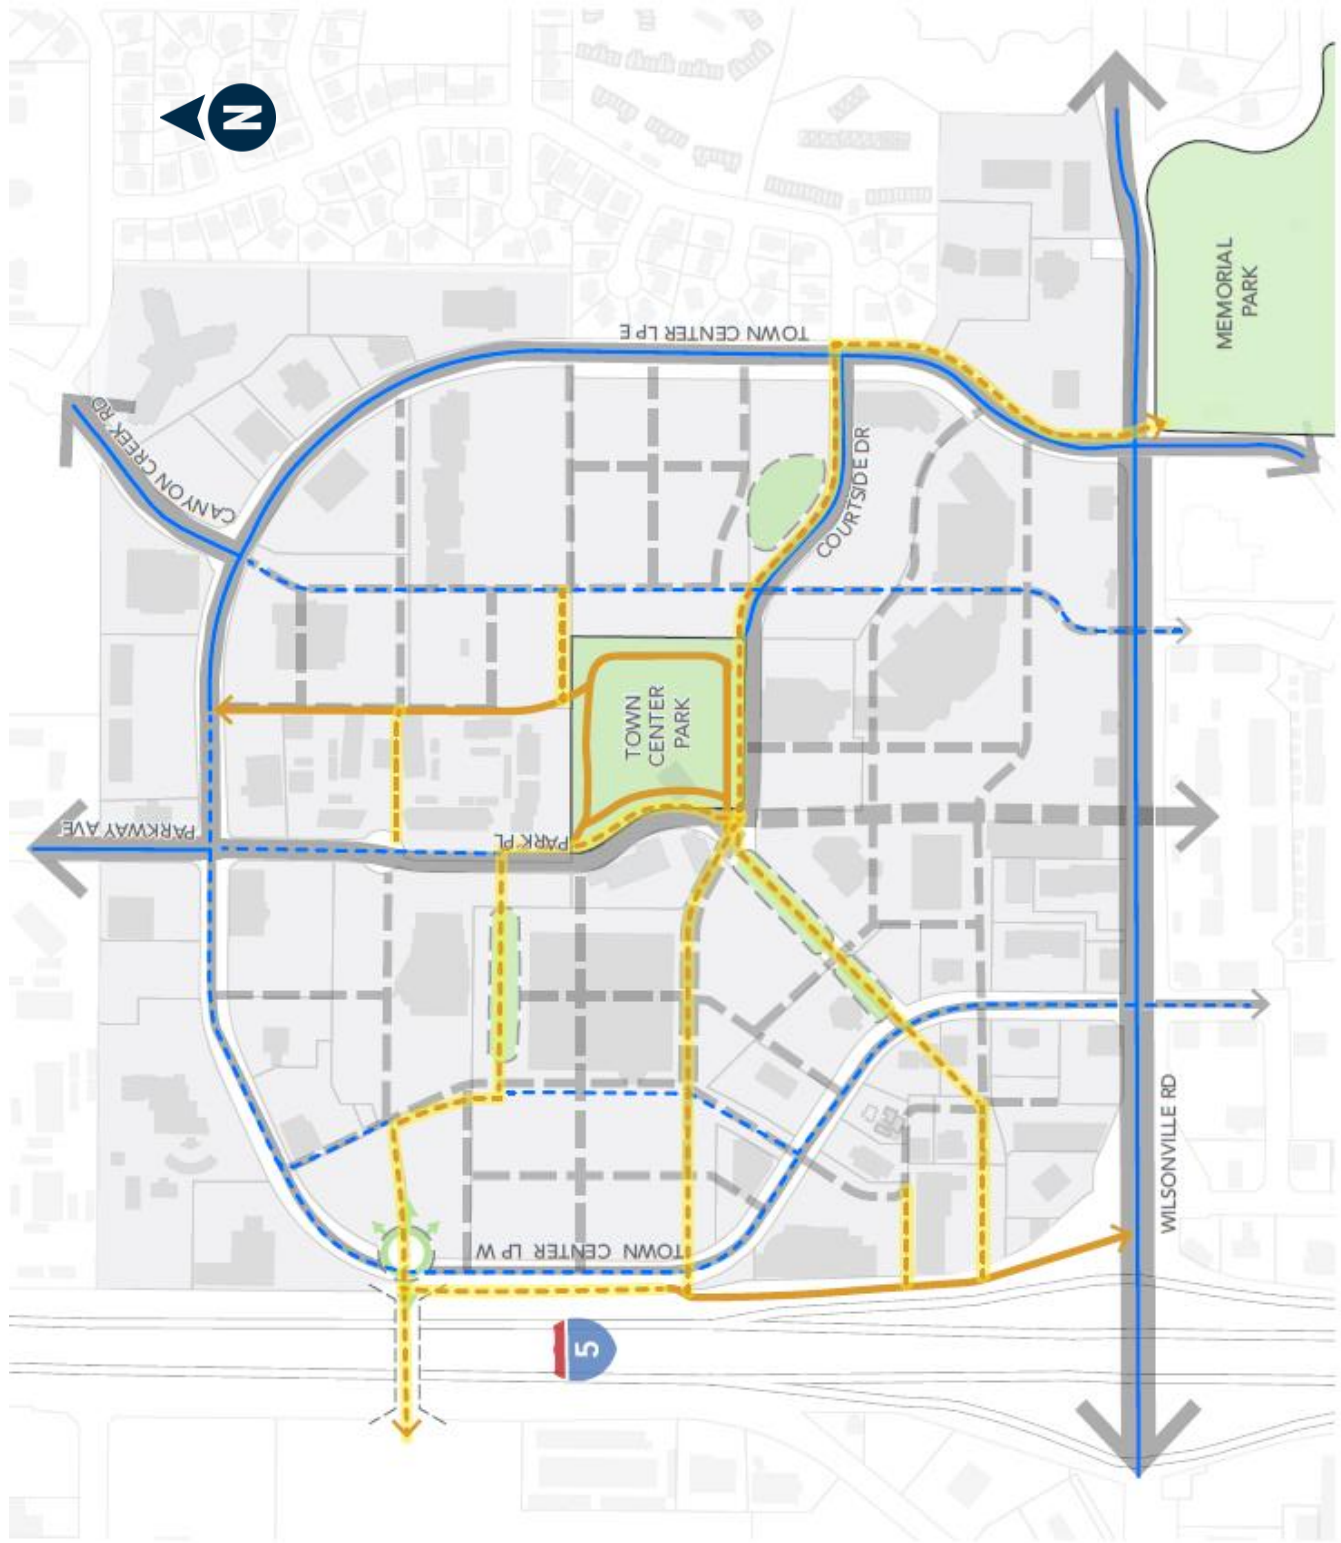 N
TOWN CENTER LP E
MEMORIAL
PARK
CANYON CREEK RD
COURTSIDE DR
TOWN
CENTER
PARK
PARKWAY AVE
PARK PL
TOWN CENTER LP W
WILSONVILLE RD
5